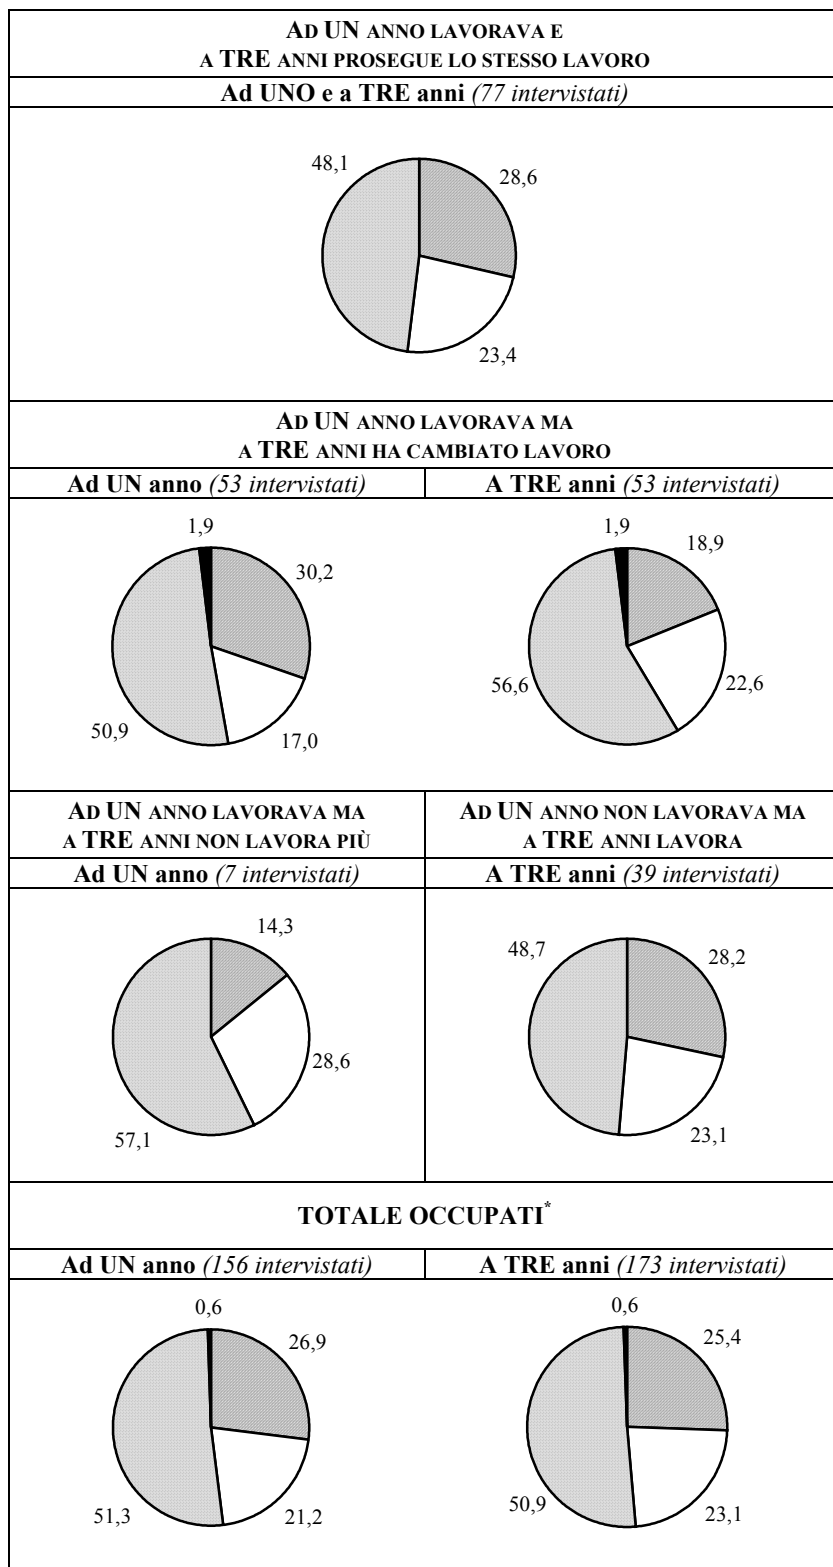 AD UN ANNO LAVORAVA E
A TRE ANNI PROSEGUE LO STESSO LAVORO
Ad UNO e a TRE anni (77 intervistati)
48,1
28,6
23,4
AD UN ANNO LAVORAVA MA
A TRE ANNI HA CAMBIATO LAVORO
Ad UN anno (53 intervistati)
A TRE anni (53 intervistati)
1,9
30,2
50,9
17,0
1,9
18,9
56,6
22,6
AD UN ANNO LAVORAVA MA
A TRE ANNI NON LAVORA PIÙ
AD UN ANNO NON LAVORAVA MA
A TRE ANNI LAVORA
Ad UN anno (7 intervistati)
A TRE anni (39 intervistati)
14,3
28,6
57,1
48,7
28,2
23,1
TOTALE OCCUPATI*
Ad UN anno (156 intervistati)
A TRE anni (173 intervistati)
0,6
26,9
51,3
21,2
0,6
25,4
50,9
23,1